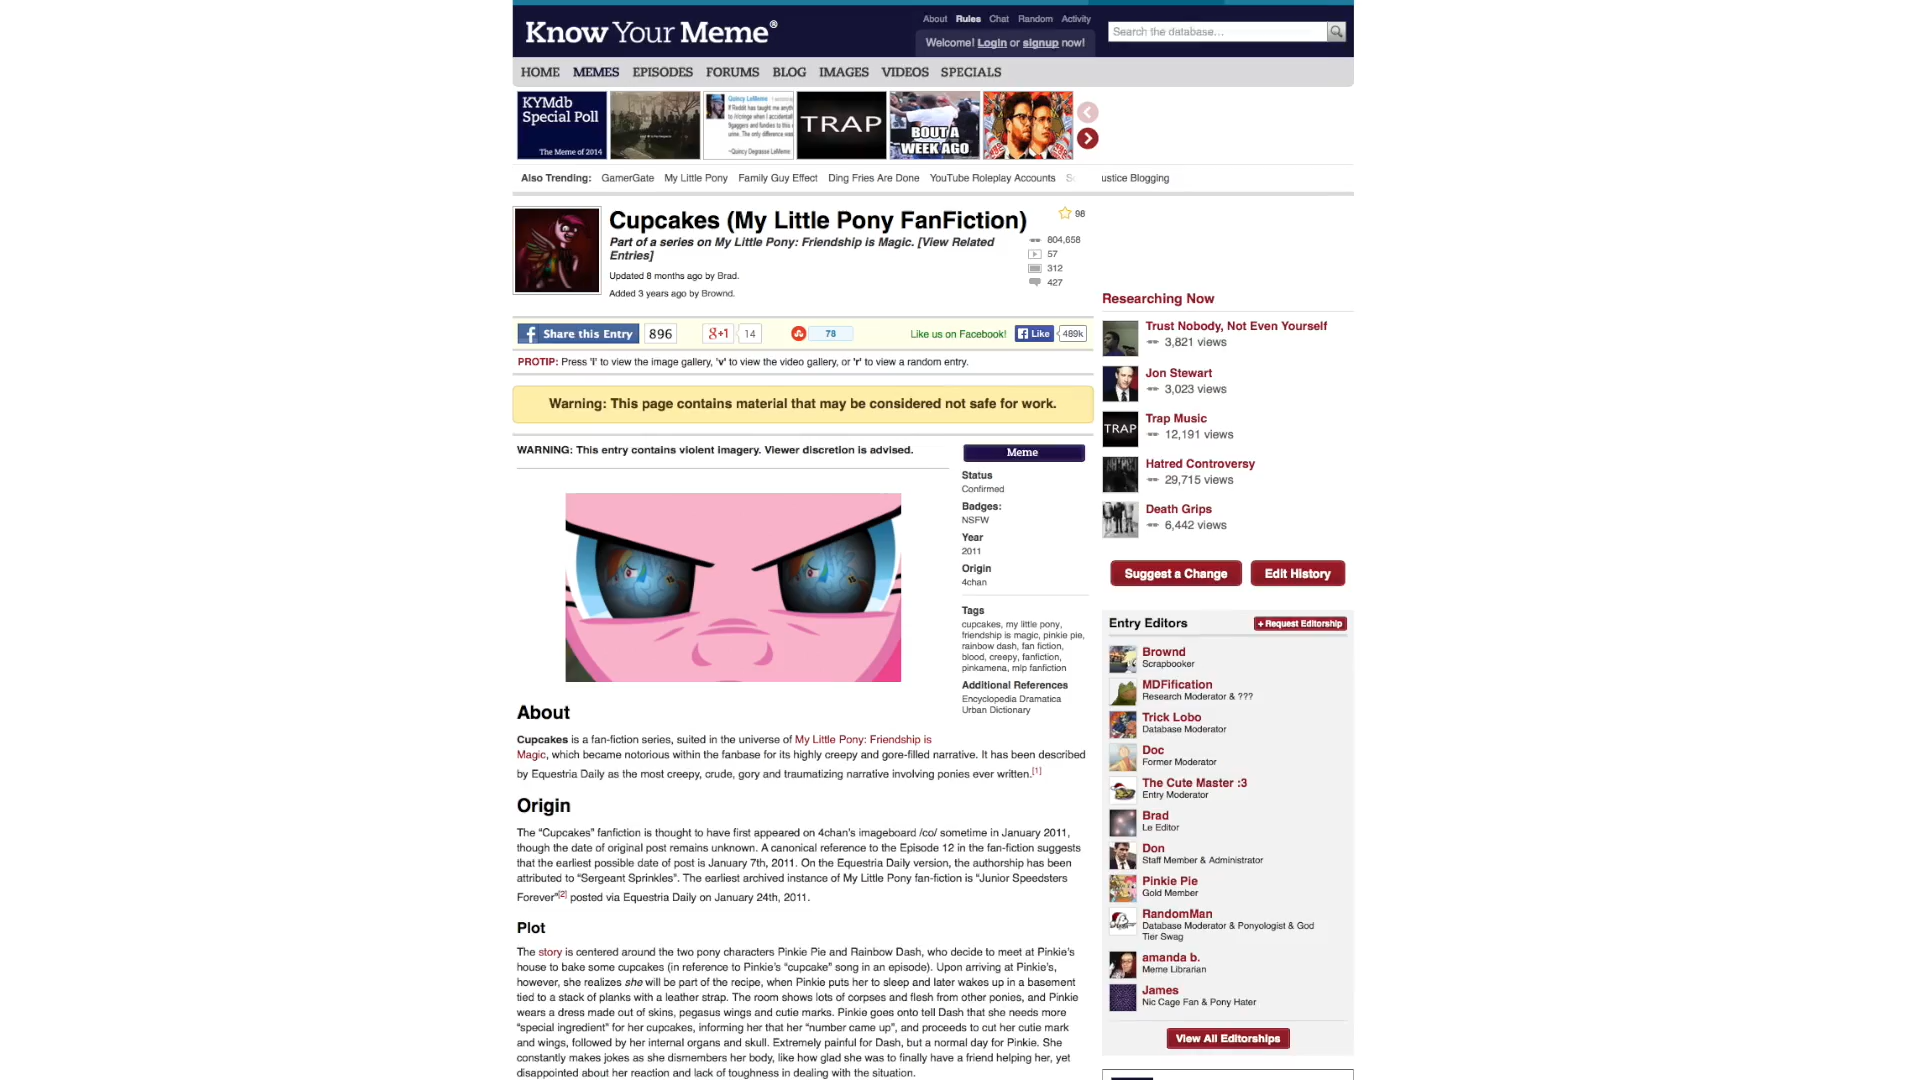 Know Your Meme®
About Rules Chat Random Activity
Welcome! Login or signup now!
Search the database...
HOME MEMES EPISODES FORUMS BLOG IMAGES VIDEOS SPECIALS
KYMdb
Special Poll
The Meme of 2014
Quincy LeMeme
If Reddit has taught me anyth
urine. The only difference was
~Quincy Degrasse LeMeme
TRAP
BOUT A
WEEK AGO
Also Trending: GamerGate My Little Pony Family Guy Effect Ding Fries Are Done YouTube Roleplay Accounts ustice Blogging
Cupcakes (My Little Pony FanFiction)
98
Part of a series on My Little Pony: Friendship is Magic. [View Related
Entries]
804,658
57
312
427
Updated 8 months ago by Brad.
Added 3 years ago by Brownd.
Share this Entry 896 g+1 14 78 Like us on Facebook! Like 489k
PROTIP: Press 'i' to view the image gallery, 'v' to view the video gallery, or 'r' to view a random entry.
Warning: This page contains material that may be considered not safe for work.
WARNING: This entry contains violent imagery. Viewer discretion is advised.
Meme
Status
Confirmed
Badges:
NSFW
Year
2011
Origin
4chan
Tags
cupcakes, my little pony,
friendship is magic, pinkie pie,
rainbow dash, fan fiction,
blood, creepy, fanfiction,
pinkamena, mlp fanfiction
Additional References
Encyclopedia Dramatica
Urban Dictionary
About
Cupcakes is a fan-fiction series, suited in the universe of My Little Pony: Friendship is
Magic, which became notorious within the fanbase for its highly creepy and gore-filled narrative. It has been described
by Equestria Daily as the most creepy, crude, gory and traumatizing narrative involving ponies ever written.[1]
Origin
The “Cupcakes” fanfiction is thought to have first appeared on 4chan’s imageboard /co/ sometime in January 2011,
though the date of original post remains unknown. A canonical reference to the Episode 12 in the fan-fiction suggests
that the earliest possible date of post is January 7th, 2011. On the Equestria Daily version, the authorship has been
attributed to “Sergeant Sprinkles”. The earliest archived instance of My Little Pony fan-fiction is “Junior Speedsters
Forever”[2] posted via Equestria Daily on January 24th, 2011.
Plot
The story is centered around the two pony characters Pinkie Pie and Rainbow Dash, who decide to meet at Pinkie’s
house to bake some cupcakes (in reference to Pinkie’s “cupcake” song in an episode). Upon arriving at Pinkie’s,
however, she realizes she will be part of the recipe, when Pinkie puts her to sleep and later wakes up in a basement
tied to a stack of planks with a leather strap. The room shows lots of corpses and flesh from other ponies, and Pinkie
wears a dress made out of skins, pegasus wings and cutie marks. Pinkie goes onto tell Dash that she needs more
“special ingredient” for her cupcakes, informing her that her “number came up”, and proceeds to cut her cutie mark
and wings, followed by her internal organs and skull. Extremely painful for Dash, but a normal day for Pinkie. She
constantly makes jokes as she dismembers her body, like how glad she was to finally have a friend helping her, yet
disappointed about her reaction and lack of toughness in dealing with the situation.
Researching Now
Trust Nobody, Not Even Yourself
3,821 views
Jon Stewart
3,023 views
TRAP
Trap Music
12,191 views
Hatred Controversy
29,715 views
Death Grips
6,442 views
Suggest a Change Edit History
Entry Editors + Request Editorship
Brownd
Scrapbooker
MDFification
Research Moderator & ???
Trick Lobo
Database Moderator
Doc
Former Moderator
The Cute Master :3
Entry Moderator
Brad
Le Editor
Don
Staff Member & Administrator
Pinkie Pie
Gold Member
RandomMan
Database Moderator & Ponyologist & God
Tier Swag
amanda b.
Meme Librarian
James
Nic Cage Fan & Pony Hater
View All Editorships